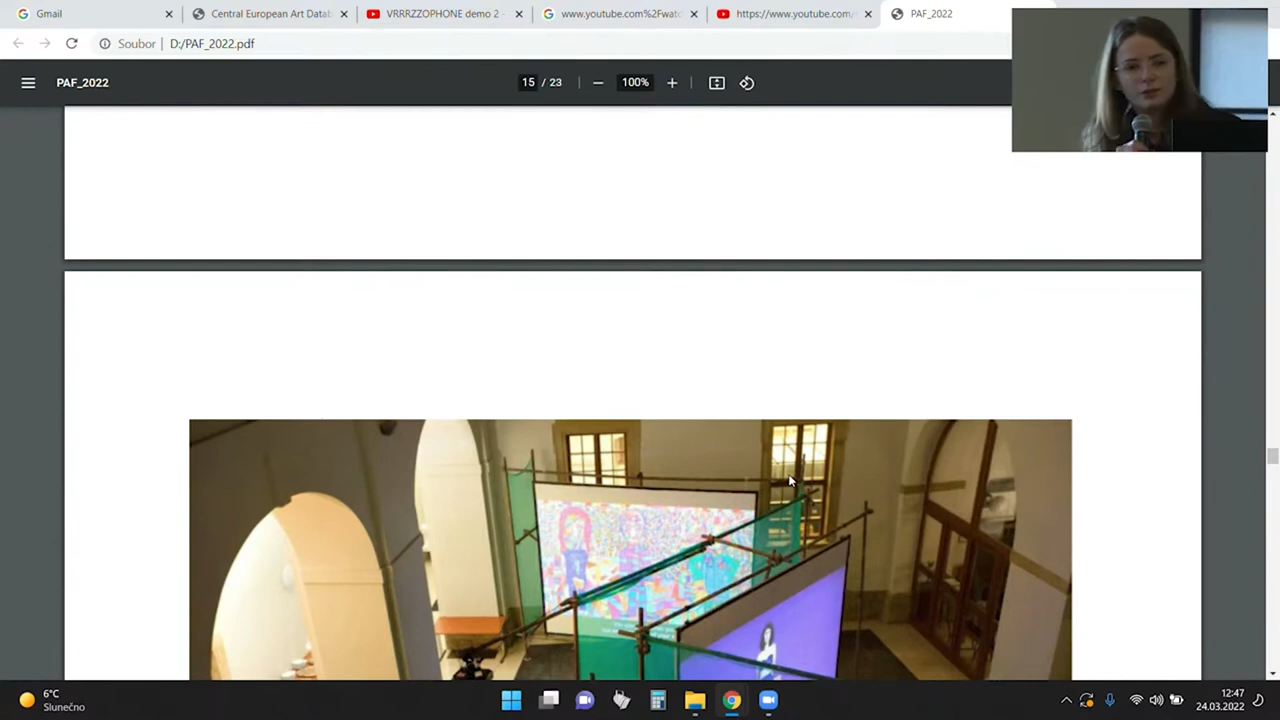 Gmail
Central European Art Datab
VRRRZZOPHONE demo 2 -
www.youtube.com%2Fwatc
https://www.youtube.com/
PAF_2022
Soubor
D:/PAF_2022.pdf
PAF_2022
15 / 23
100%
6°C
Slunečno
12:47
24.03.2022